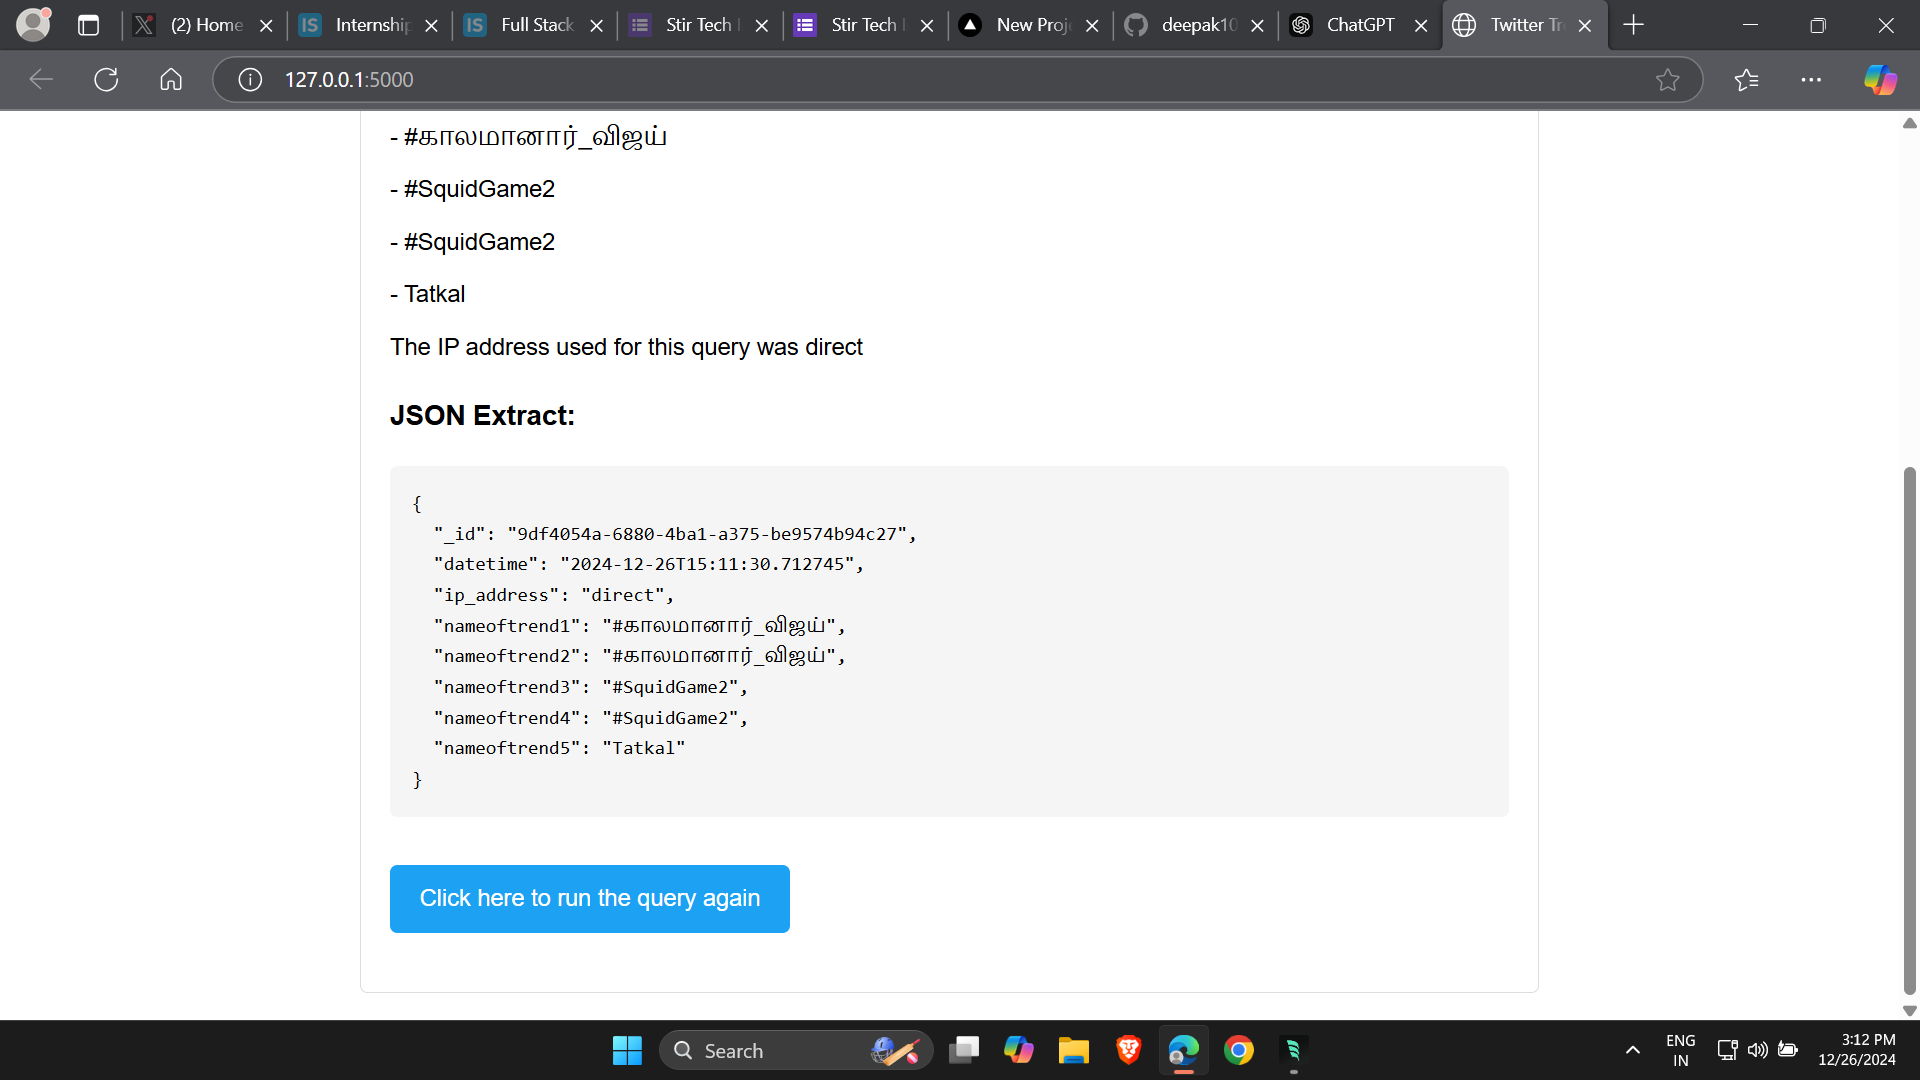 (2) Home
Internship
Full Stack
Stir Tech
Stir Tech
New Proj
deepak10
ChatGPT
Twitter Tr
127.0.0.1:5000
- #காலமானார்_விஜய்
- #SquidGame2
- #SquidGame2
- Tatkal
The IP address used for this query was direct
JSON Extract:
{
"_id": "9df4054a-6880-4ba1-a375-be9574b94c27",
"datetime": "2024-12-26T15:11:30.712745",
"ip_address": "direct",
"nameoftrend1": "#காலமானார்_விஜய்",
"nameoftrend2": "#காலமானார்_விஜய்",
"nameoftrend3": "#SquidGame2",
"nameoftrend4": "#SquidGame2",
"nameoftrend5": "Tatkal"
}
Click here to run the query again
Search
ENG
IN
3:12 PM
12/26/2024